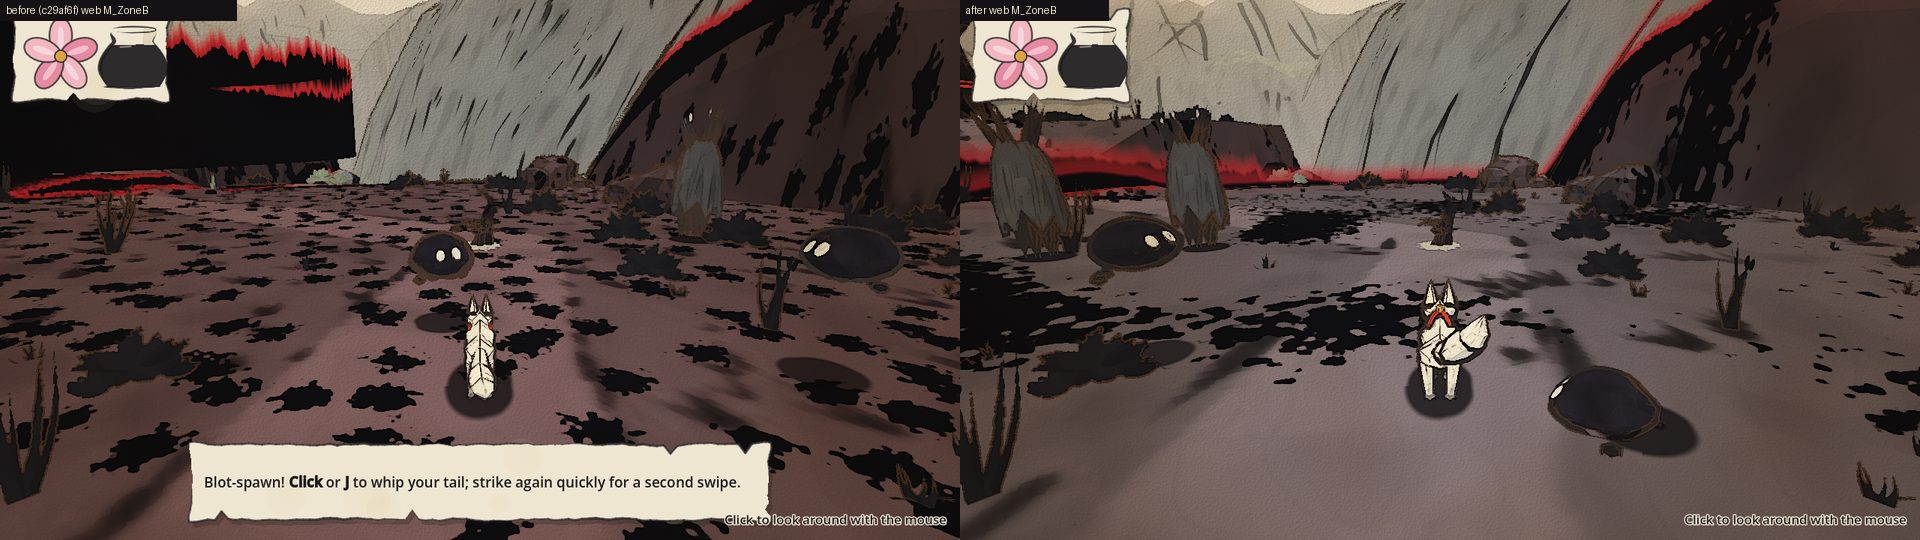 before (c29af6f) web M_ZoneB
after web M_ZoneB
Blot-spawn! Click or J to whip your tail; strike again quickly for a second swipe.
Click to look around with the mouse
Click to look around with the mouse